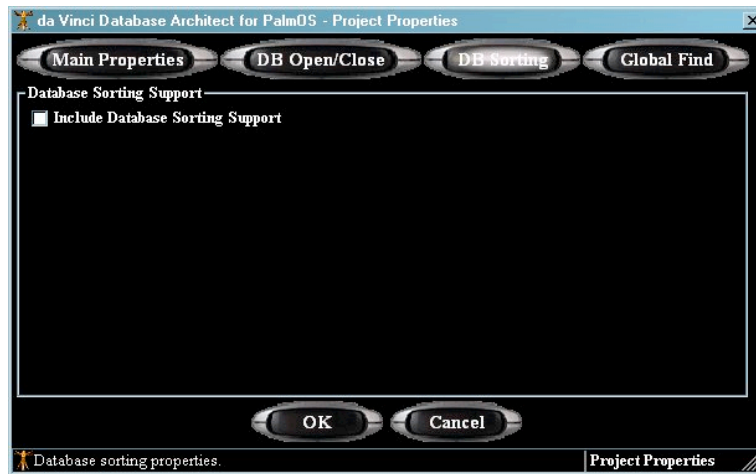 da Vinci Database Architect for PalmOS - Project Properties
Main Properties DB Open/Close DB Sorting Global Find
Database Sorting Support
Include Database Sorting Support
OK Cancel
Database sorting properties. Project Properties